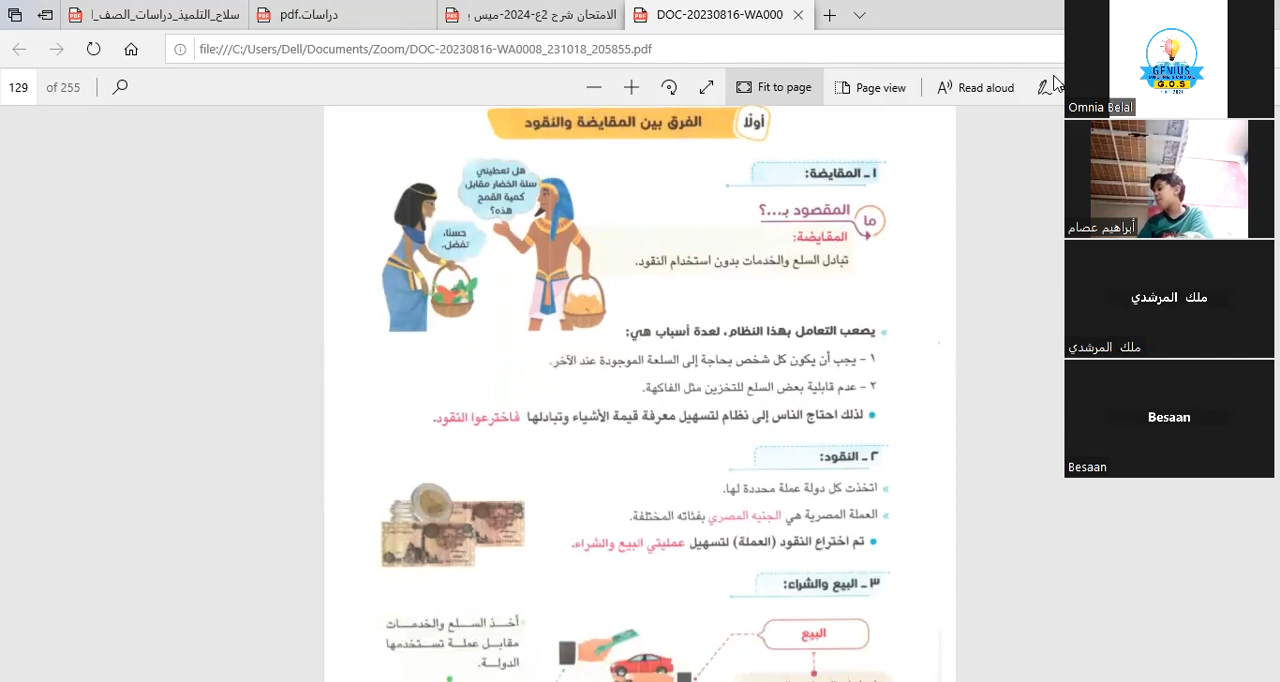 سلاح_التلميذ_دراسات_الصف_ا
دراسات.pdf
الامتحان شرح 2ع-2024-ميس
DOC-20230816-WA000
file:///C:/Users/Dell/Documents/Zoom/DOC-20230816-WA0008_231018_205855.pdf
129 of 255
Fit to page
Page view
Read aloud
GENIUS
G.O.S
Omnia Belal
أبراهيم عصام
ملك المرشدي
ملك المرشدي
Besaan
Besaan
أولًا
الفرق بين المقايضة والنقود
١ ـ المقايضة:
هل تعطيني
سلة الخضار مقابل
كمية القمح
هذه؟
حسنًا،
تفضل.
ما المقصود بـ...؟
المقايضة:
تبادل السلع والخدمات بدون استخدام النقود.
» يصعب التعامل بهذا النظام، لعدة أسباب هي:
١ - يجب أن يكون كل شخص بحاجة إلى السلعة الموجودة عند الآخر.
٢ - عدم قابلية بعض السلع للتخزين مثل الفاكهة.
• لذلك احتاج الناس إلى نظام لتسهيل معرفة قيمة الأشياء وتبادلها فاخترعوا النقود.
٢ ـ النقود:
» اتخذت كل دولة عملة محددة لها.
» العملة المصرية هي الجنيه المصري بفئاته المختلفة.
• تم اختراع النقود (العملة) لتسهيل عمليتي البيع والشراء.
٣ ـ البيع والشراء:
البيع
أخذ السلع والخدمات
مقابل عملة تستخدمها
الدولة.